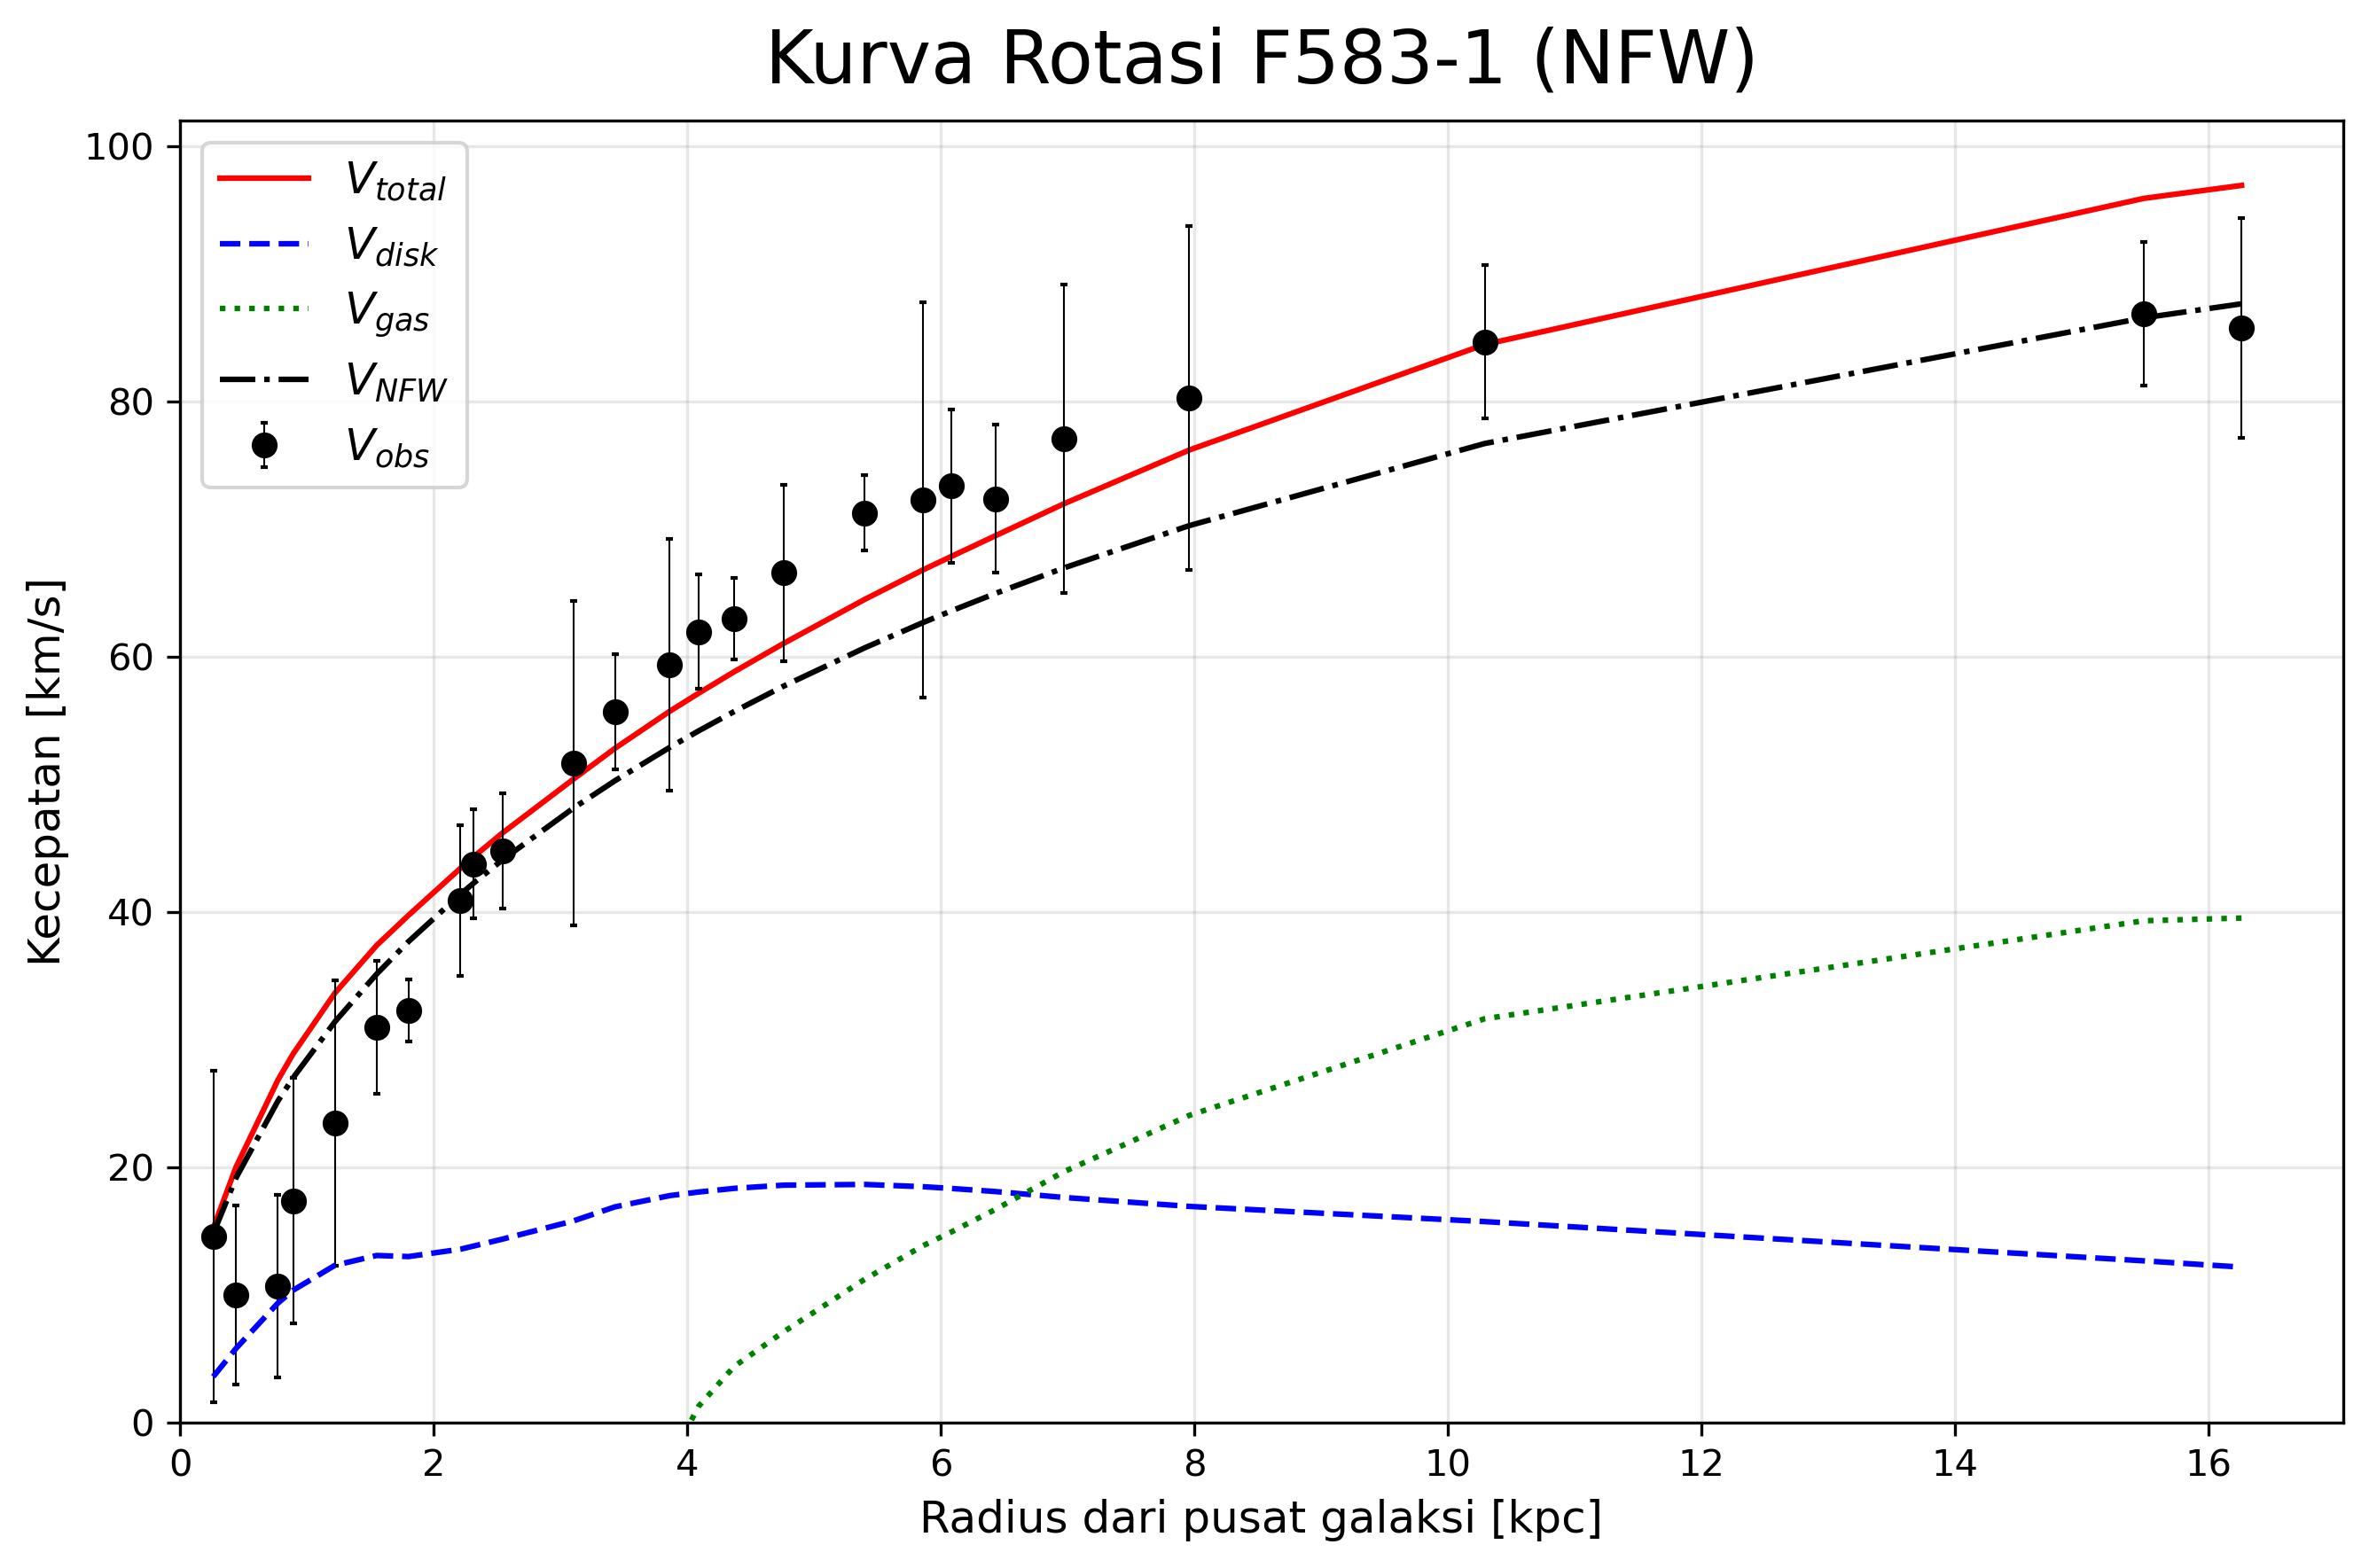 Kurva Rotasi F583-1 (NFW)
100
80
60
40
20
0
Kecepatan [km/s]
V_total
V_disk
V_gas
V_NFW
V_obs
0 2 4 6 8 10 12 14 16
Radius dari pusat galaksi [kpc]